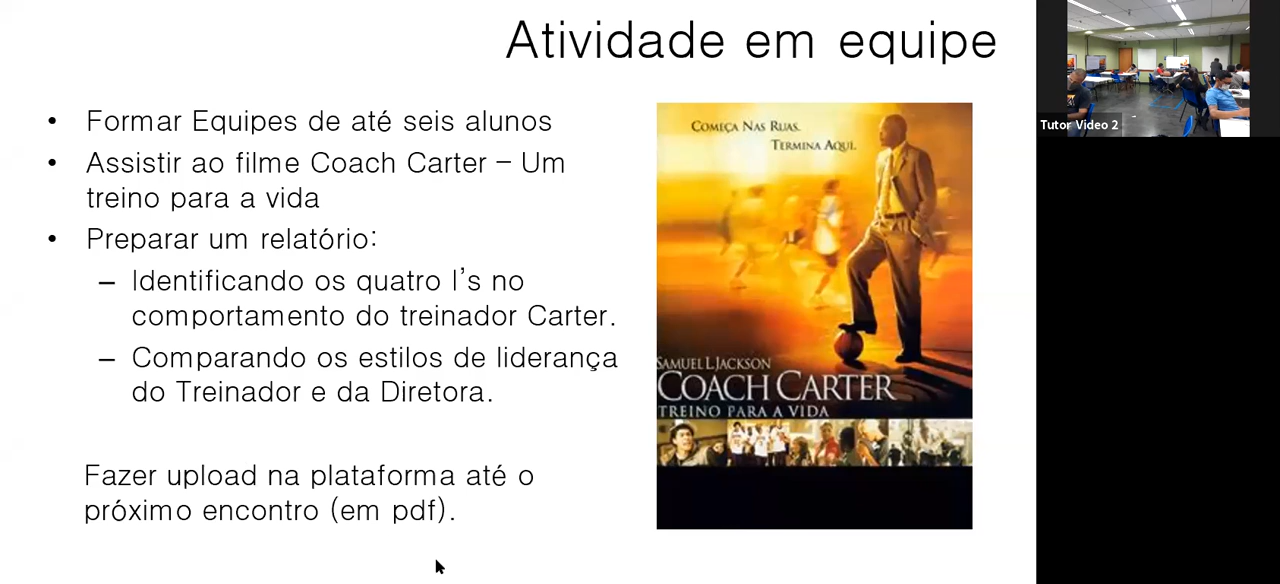 Atividade em equipe
• Formar Equipes de até seis alunos
• Assistir ao filme Coach Carter – Um
treino para a vida
• Preparar um relatório:
– Identificando os quatro I's no
comportamento do treinador Carter.
– Comparando os estilos de liderança
do Treinador e da Diretora.
Fazer upload na plataforma até o
próximo encontro (em pdf).
COMEÇA NAS RUAS.
TERMINA AQUI.
SAMUEL L. JACKSON
COACH CARTER
TREINO PARA A VIDA
Tutor Video 2